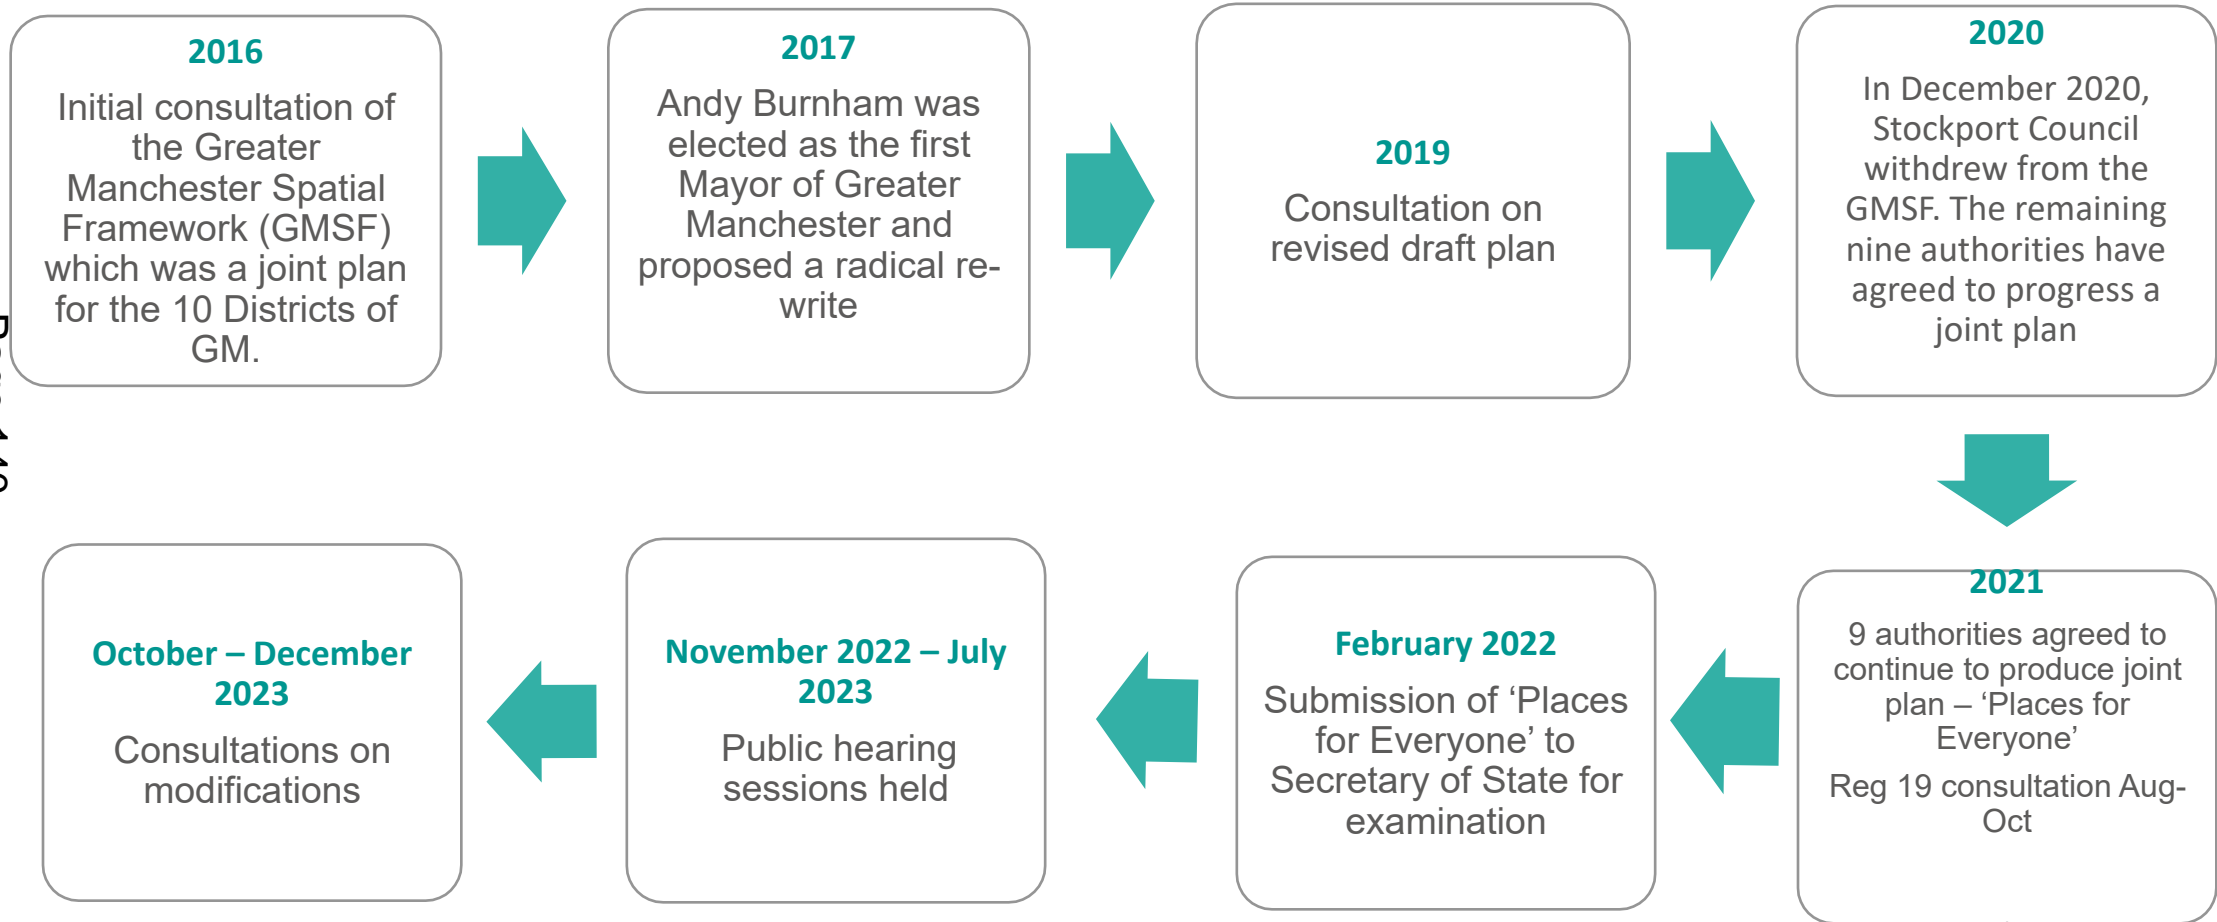 2016
Initial consultation of
the Greater
Manchester Spatial
Framework (GMSF)
which was a joint plan
for the 10 Districts of
GM.
2017
Andy Burnham was
elected as the first
Mayor of Greater
Manchester and
proposed a radical re-
write
2019
Consultation on
revised draft plan
2020
In December 2020,
Stockport Council
withdrew from the
GMSF. The remaining
nine authorities have
agreed to progress a
joint plan
2021
9 authorities agreed to
continue to produce joint
plan – ‘Places for
Everyone’
Reg 19 consultation Aug-
Oct
February 2022
Submission of ‘Places
for Everyone’ to
Secretary of State for
examination
November 2022 – July
2023
Public hearing
sessions held
October – December
2023
Consultations on
modifications